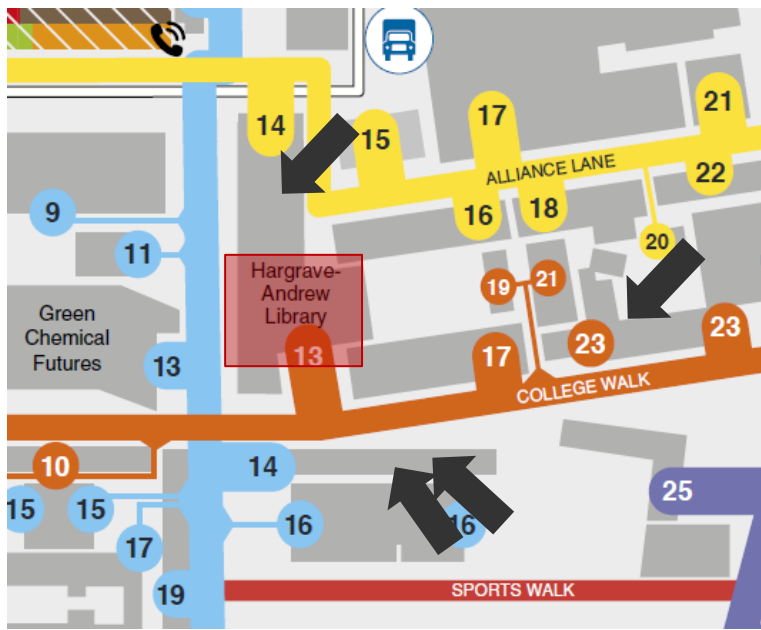 14
15
17
21
ALLIANCE LANE
22
9
16
18
20
11
Hargrave-
Andrew
Library
19
21
Green
Chemical
Futures
13
13
17
23
23
COLLEGE WALK
10
14
25
15
15
16
16
17
19
SPORTS WALK